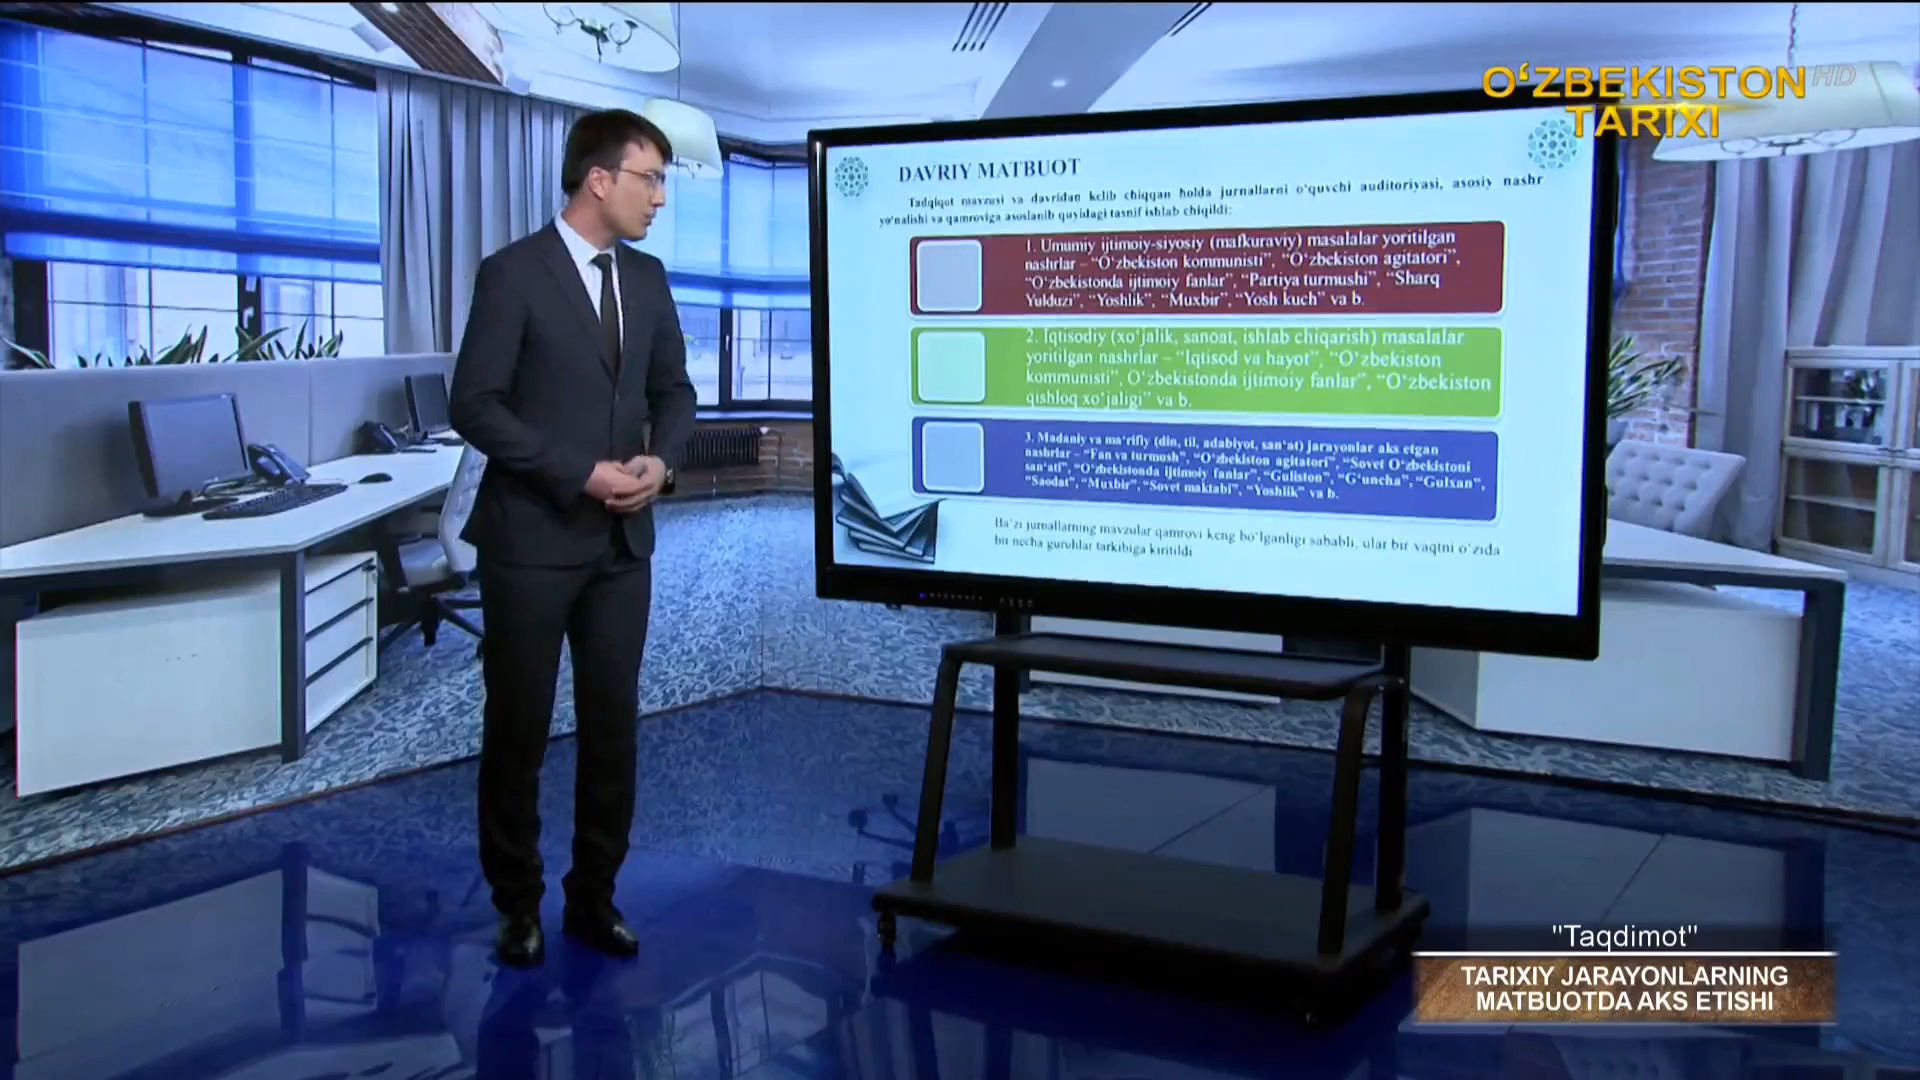 O‘ZBEKISTON HD
TARIXI
DAVRIY MATBUOT
Tadqiqot mavzusi va davridan kelib chiqqan holda jurnallarni o‘quvchi auditoriyasi, asosiy nashr
yo‘nalishi va qamroviga asoslanib quyidagi tasnif ishlab chiqildi:
1. Umumiy ijtimoiy-siyosiy (mafkuraviy) masalalar yoritilgan
nashrlar – “O‘zbekiston kommunisti”, “O‘zbekiston agitatori”,
“O‘zbekistonda ijtimoiy fanlar”, “Partiya turmushi”, “Sharq
Yulduzi”, “Yoshlik”, “Muxbir”, “Yosh kuch” va b.
2. Iqtisodiy (xo‘jalik, sanoat, ishlab chiqarish) masalalar
yoritilgan nashrlar – “Iqtisod va hayot”, “O‘zbekiston
kommunisti”, O‘zbekistonda ijtimoiy fanlar”, “O‘zbekiston
qishloq xo‘jaligi” va b.
3. Madaniy va ma‘rifiy (din, til, adabiyot, san‘at) jarayonlar aks etgan
nashrlar – “Fan va turmush”, “O‘zbekiston agitatori”, “Sovet O‘zbekistoni
san‘ati”, “O‘zbekistonda ijtimoiy fanlar”, “Guliston”, “G‘uncha”, “Gulxan”,
“Saodat”, “Muxbir”, “Sovet maktabi”, “Yoshlik” va b.
Ba‘zi jurnallarning mavzular qamrovi keng bo‘lganligi sababli, ular bir vaqtni o‘zida
bir necha guruhlar tarkibiga kiritildi
"Taqdimot"
TARIXIY JARAYONLARNING
MATBUOTDA AKS ETISHI